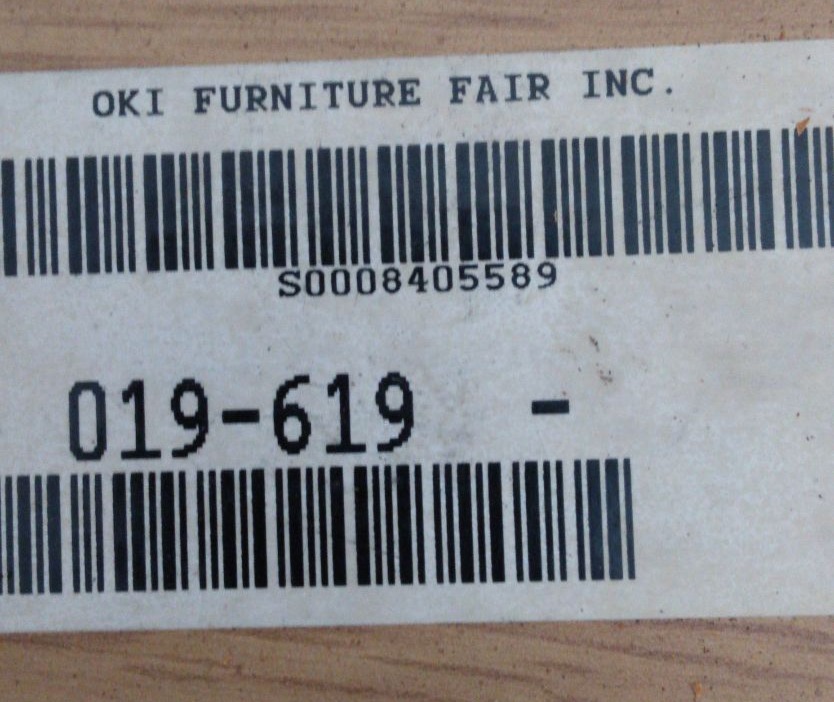 OKI FURNITURE FAIR INC.
S0008405589
019-619 -